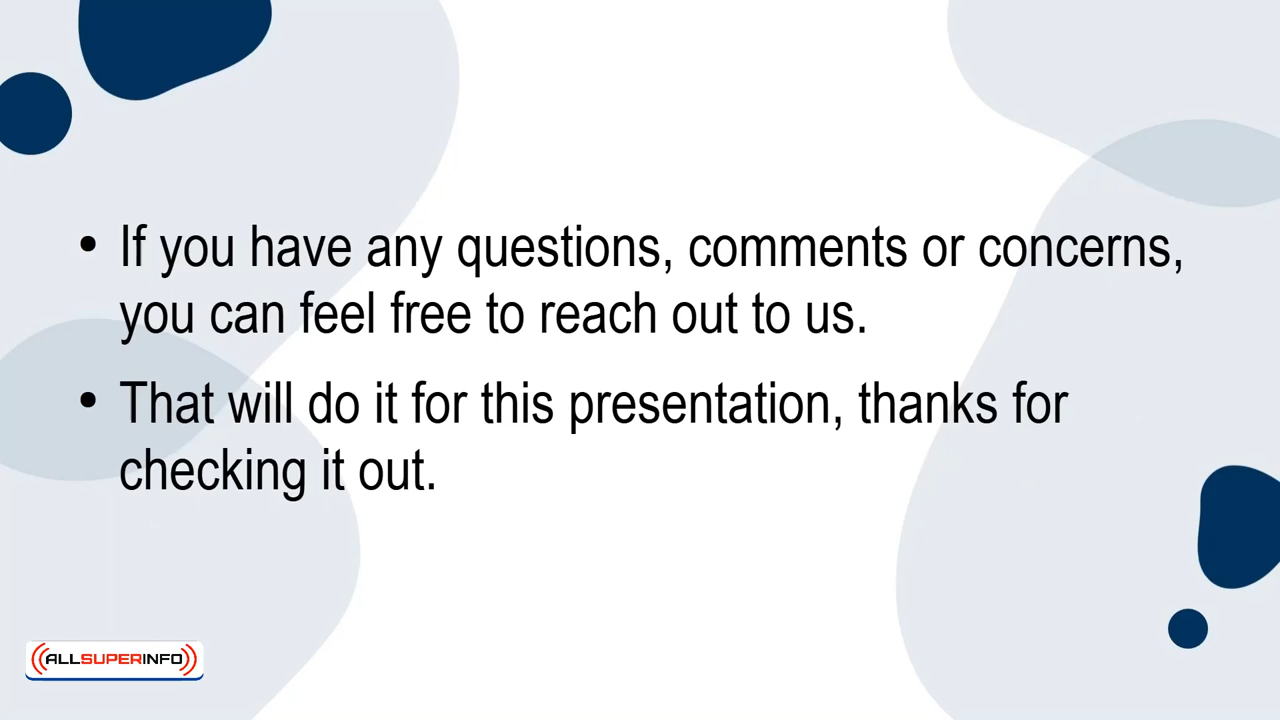 • If you have any questions, comments or concerns,
you can feel free to reach out to us.
• That will do it for this presentation, thanks for
checking it out.
ALLSUPERINFO